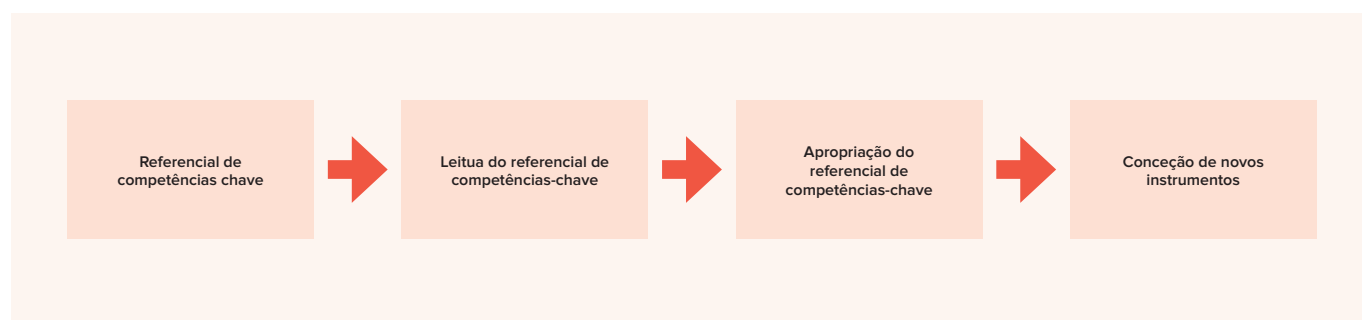 Referencial de
competências chave
Leitua do referencial de
competências-chave
Apropriação do
referencial de
competências-chave
Conceção de novos
instrumentos